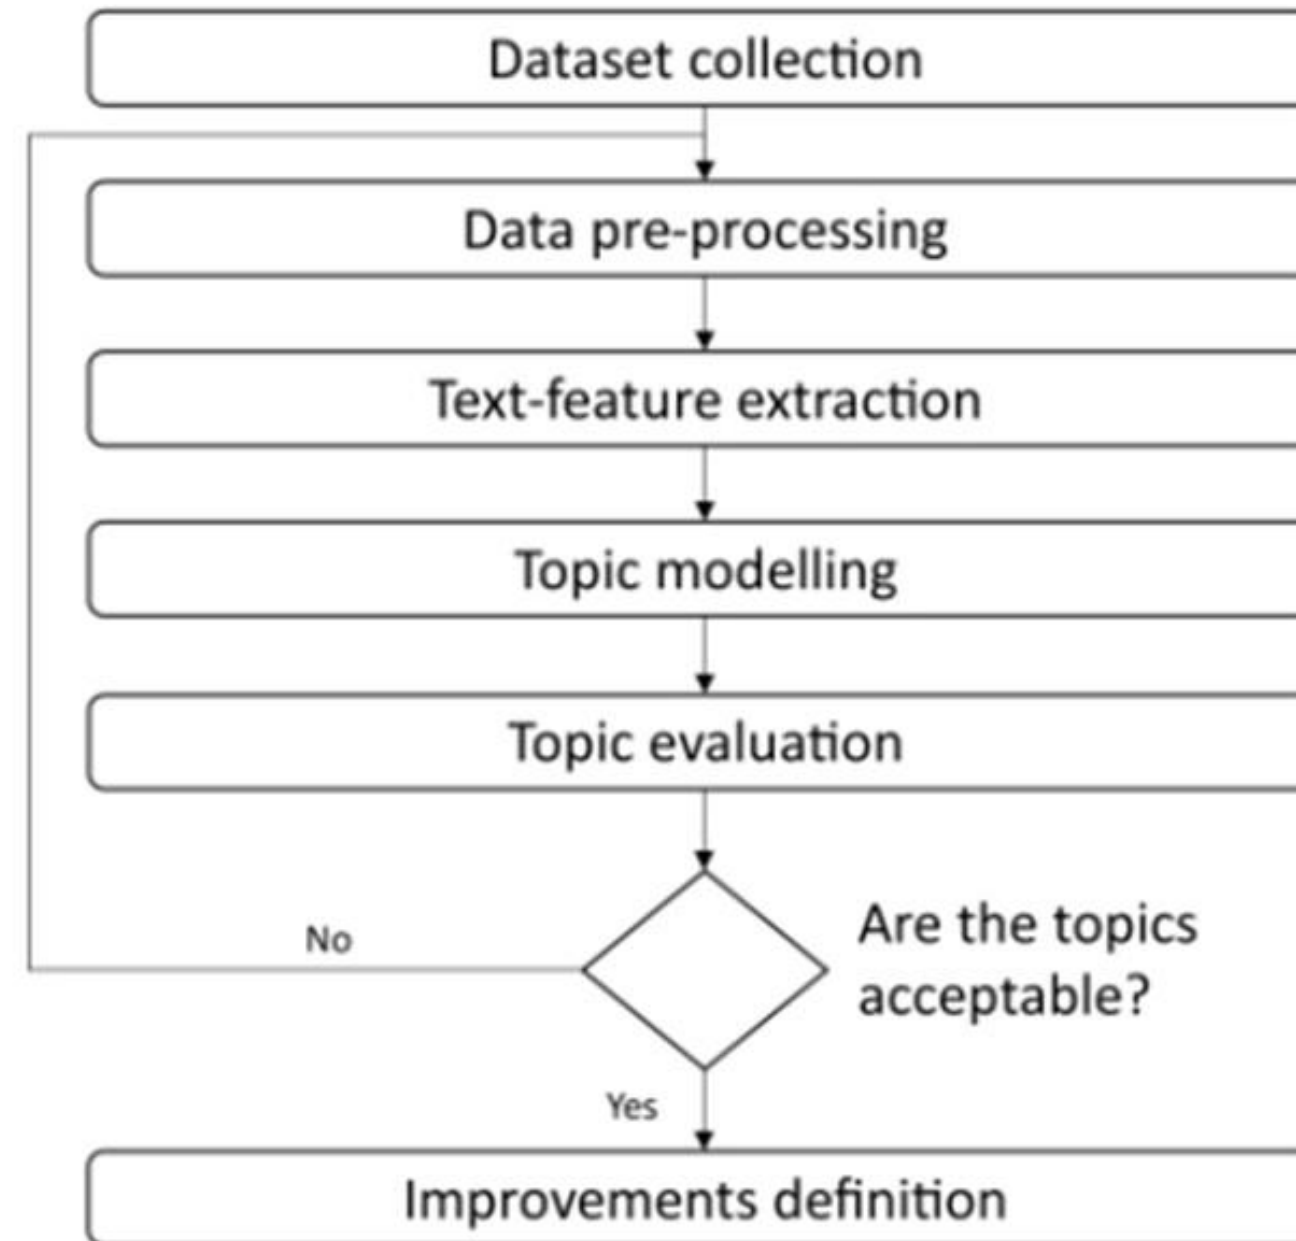 Dataset collection
Data pre-processing
Text-feature extraction
Topic modelling
Topic evaluation
Are the topics
acceptable?
No
Yes
Improvements definition